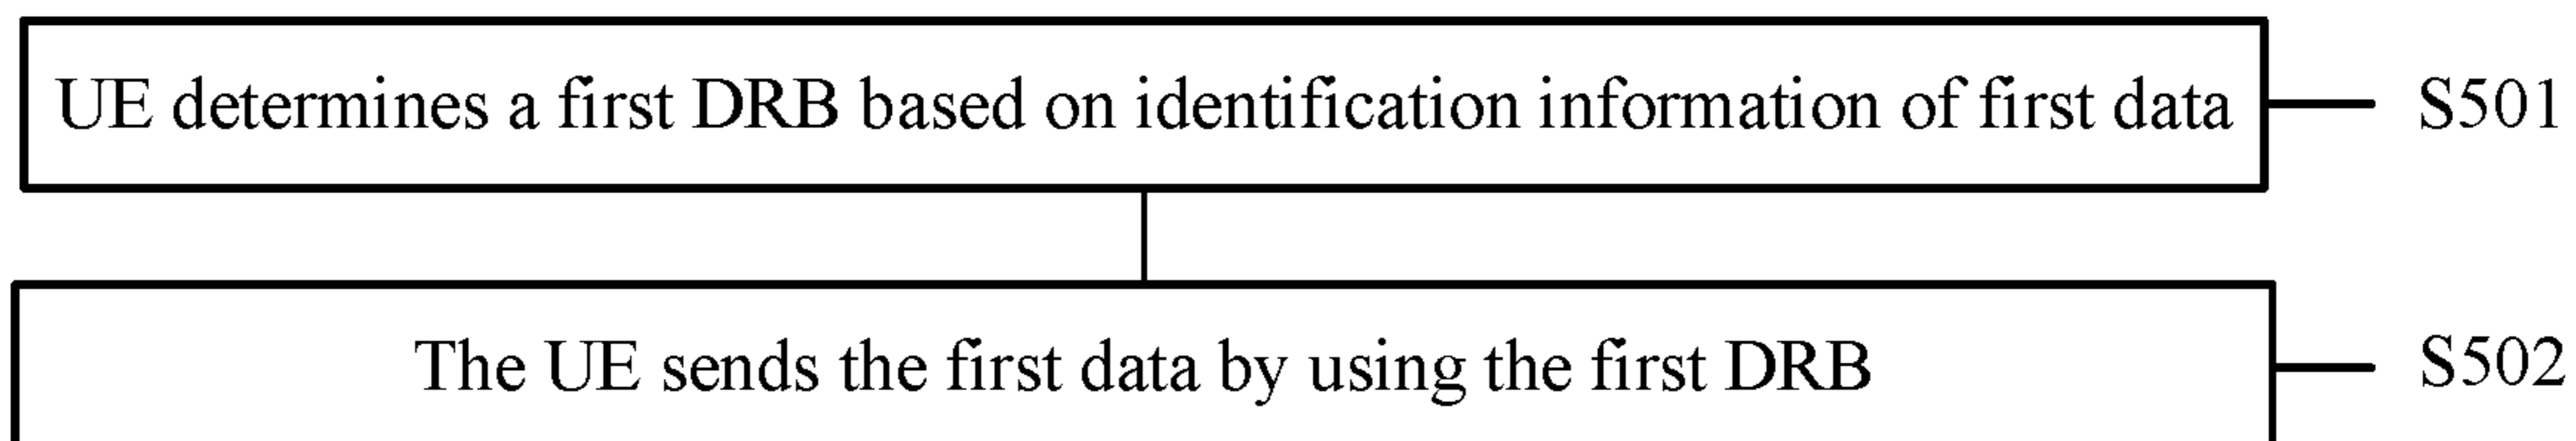 UE determines a first DRB based on identification information of first data S501
The UE sends the first data by using the first DRB S502